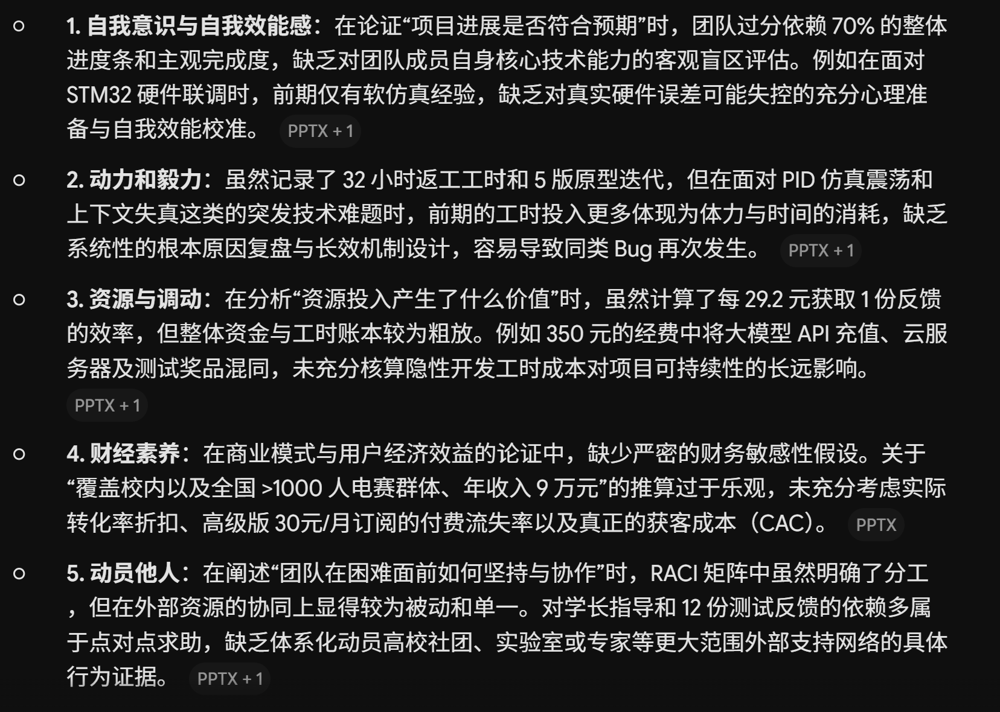 1. 自我意识与自我效能感：在论证“项目进展是否符合预期”时，团队过分依赖 70% 的整体
进度条和主观完成度，缺乏对团队成员自身核心技术能力的客观盲区评估。例如在面对
STM32 硬件联调时，前期仅有软仿真经验，缺乏对真实硬件误差可能失控的充分心理准
备与自我效能校准。 PPTX + 1
2. 动力和毅力：虽然记录了 32 小时返工工时和 5 版原型迭代，但在面对 PID 仿真震荡和
上下文失真这类的突发技术难题时，前期的工时投入更多体现为体力与时间的消耗，缺乏
系统性的根本原因复盘与长效机制设计，容易导致同类 Bug 再次发生。 PPTX + 1
3. 资源与调动：在分析“资源投入产生了什么价值”时，虽然计算了每 29.2 元获取 1 份反馈
的效率，但整体资金与工时账本较为粗放。例如 350 元的经费中将大模型 API 充值、云服
务器及测试奖品混同，未充分核算隐性开发工时成本对项目可持续性的长远影响。
PPTX + 1
4. 财经素养：在商业模式与用户经济效益的论证中，缺少严密的财务敏感性假设。关于
“覆盖校内以及全国 >1000 人电赛群体、年收入 9 万元”的推算过于乐观，未充分考虑实际
转化率折扣、高级版 30元/月订阅的付费流失率以及真正的获客成本（CAC）。 PPTX
5. 动员他人：在阐述“团队在困难面前如何坚持与协作”时，RACI 矩阵中虽然明确了分工
，但在外部资源的协同上显得较为被动和单一。对学长指导和 12 份测试反馈的依赖多属
于点对点求助，缺乏体系化动员高校社团、实验室或专家等更大范围外部支持网络的具体
行为证据。 PPTX + 1